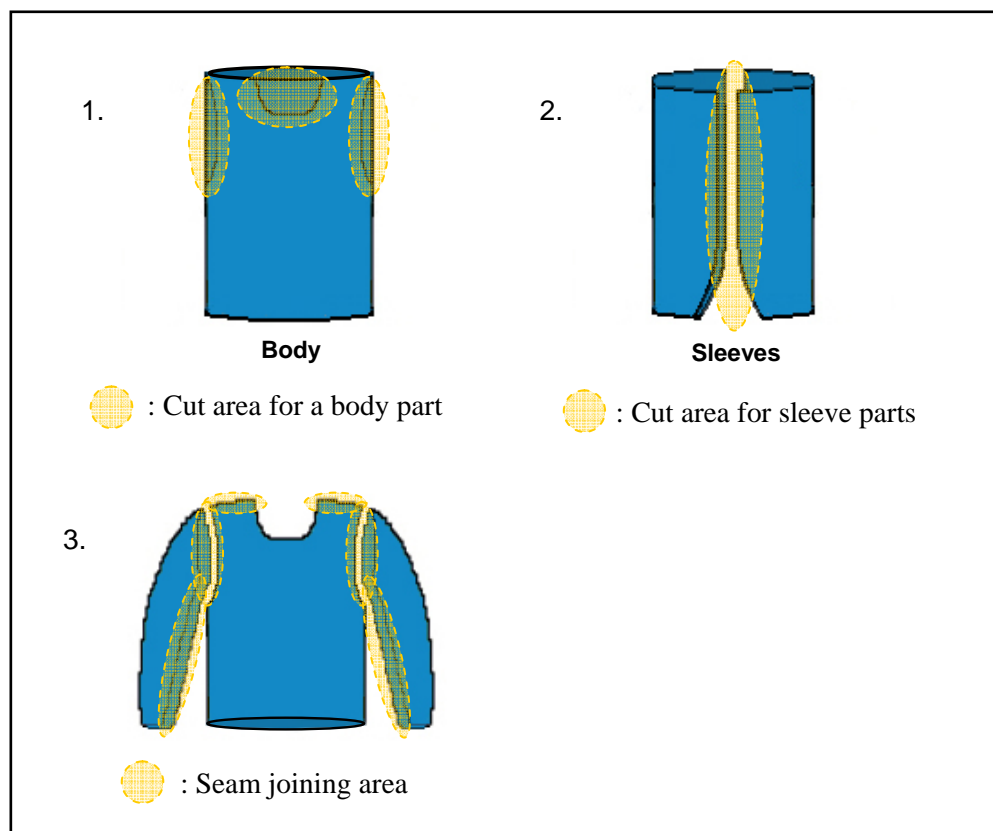 1.
2.
Body
Sleeves
: Cut area for a body part
: Cut area for sleeve parts
3.
: Seam joining area